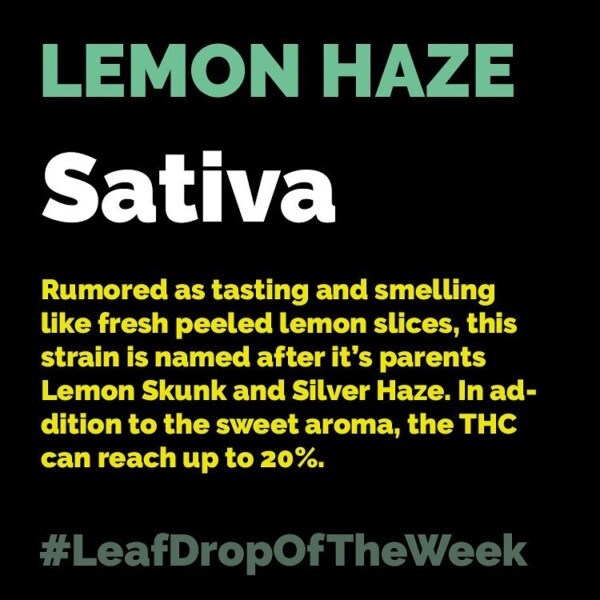 LEMON HAZE
Sativa
Rumored as tasting and smelling
like fresh peeled lemon slices, this
strain is named after it’s parents
Lemon Skunk and Silver Haze. In ad-
dition to the sweet aroma, the THC
can reach up to 20%.
#LeafDropOfTheWeek